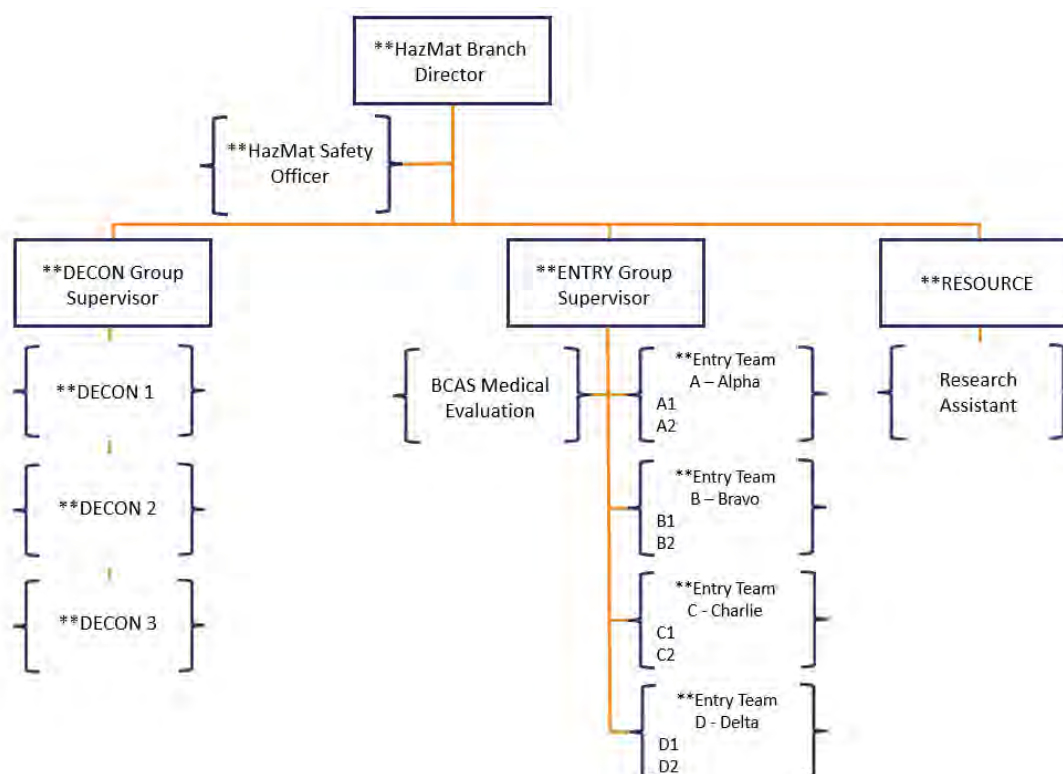 **HazMat Branch
Director
**HazMat Safety
Officer
**DECON Group
Supervisor
**ENTRY Group
Supervisor
**RESOURCE
**DECON 1
**DECON 2
**DECON 3
BCAS Medical
Evaluation
**Entry Team
A – Alpha
A1
A2
**Entry Team
B – Bravo
B1
B2
**Entry Team
C - Charlie
C1
C2
**Entry Team
D - Delta
D1
D2
Research
Assistant